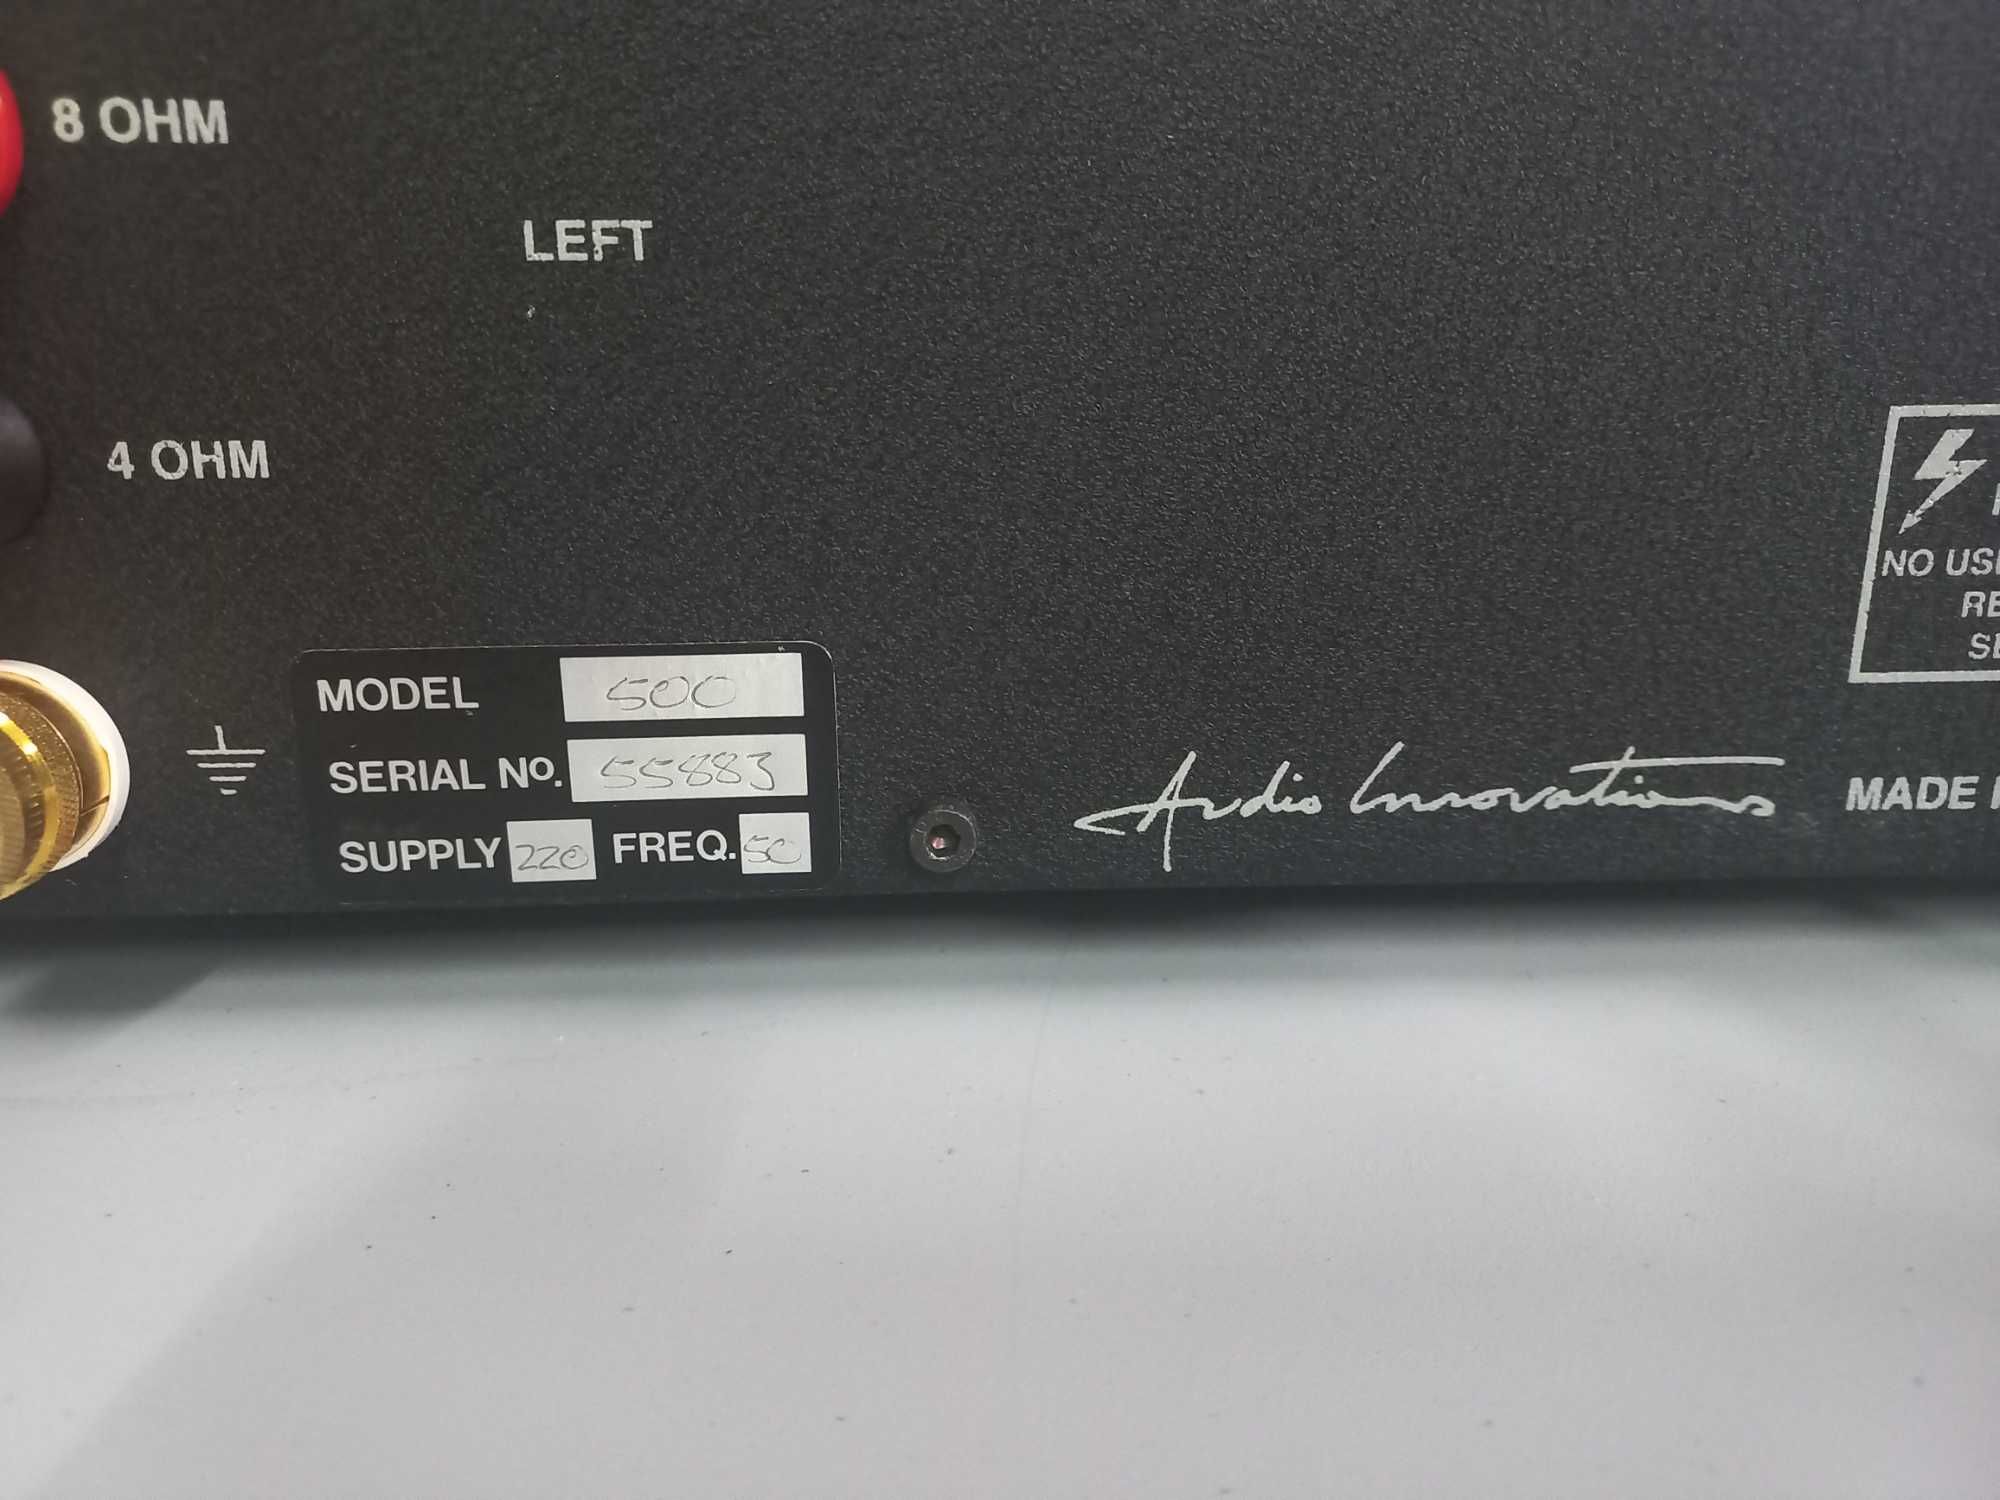 8 OHM
LEFT
4 OHM
NO USE
RE
SE
MODEL 500
SERIAL No. 55883
SUPPLY 220 FREQ. 50
Audio Innovations
MADE